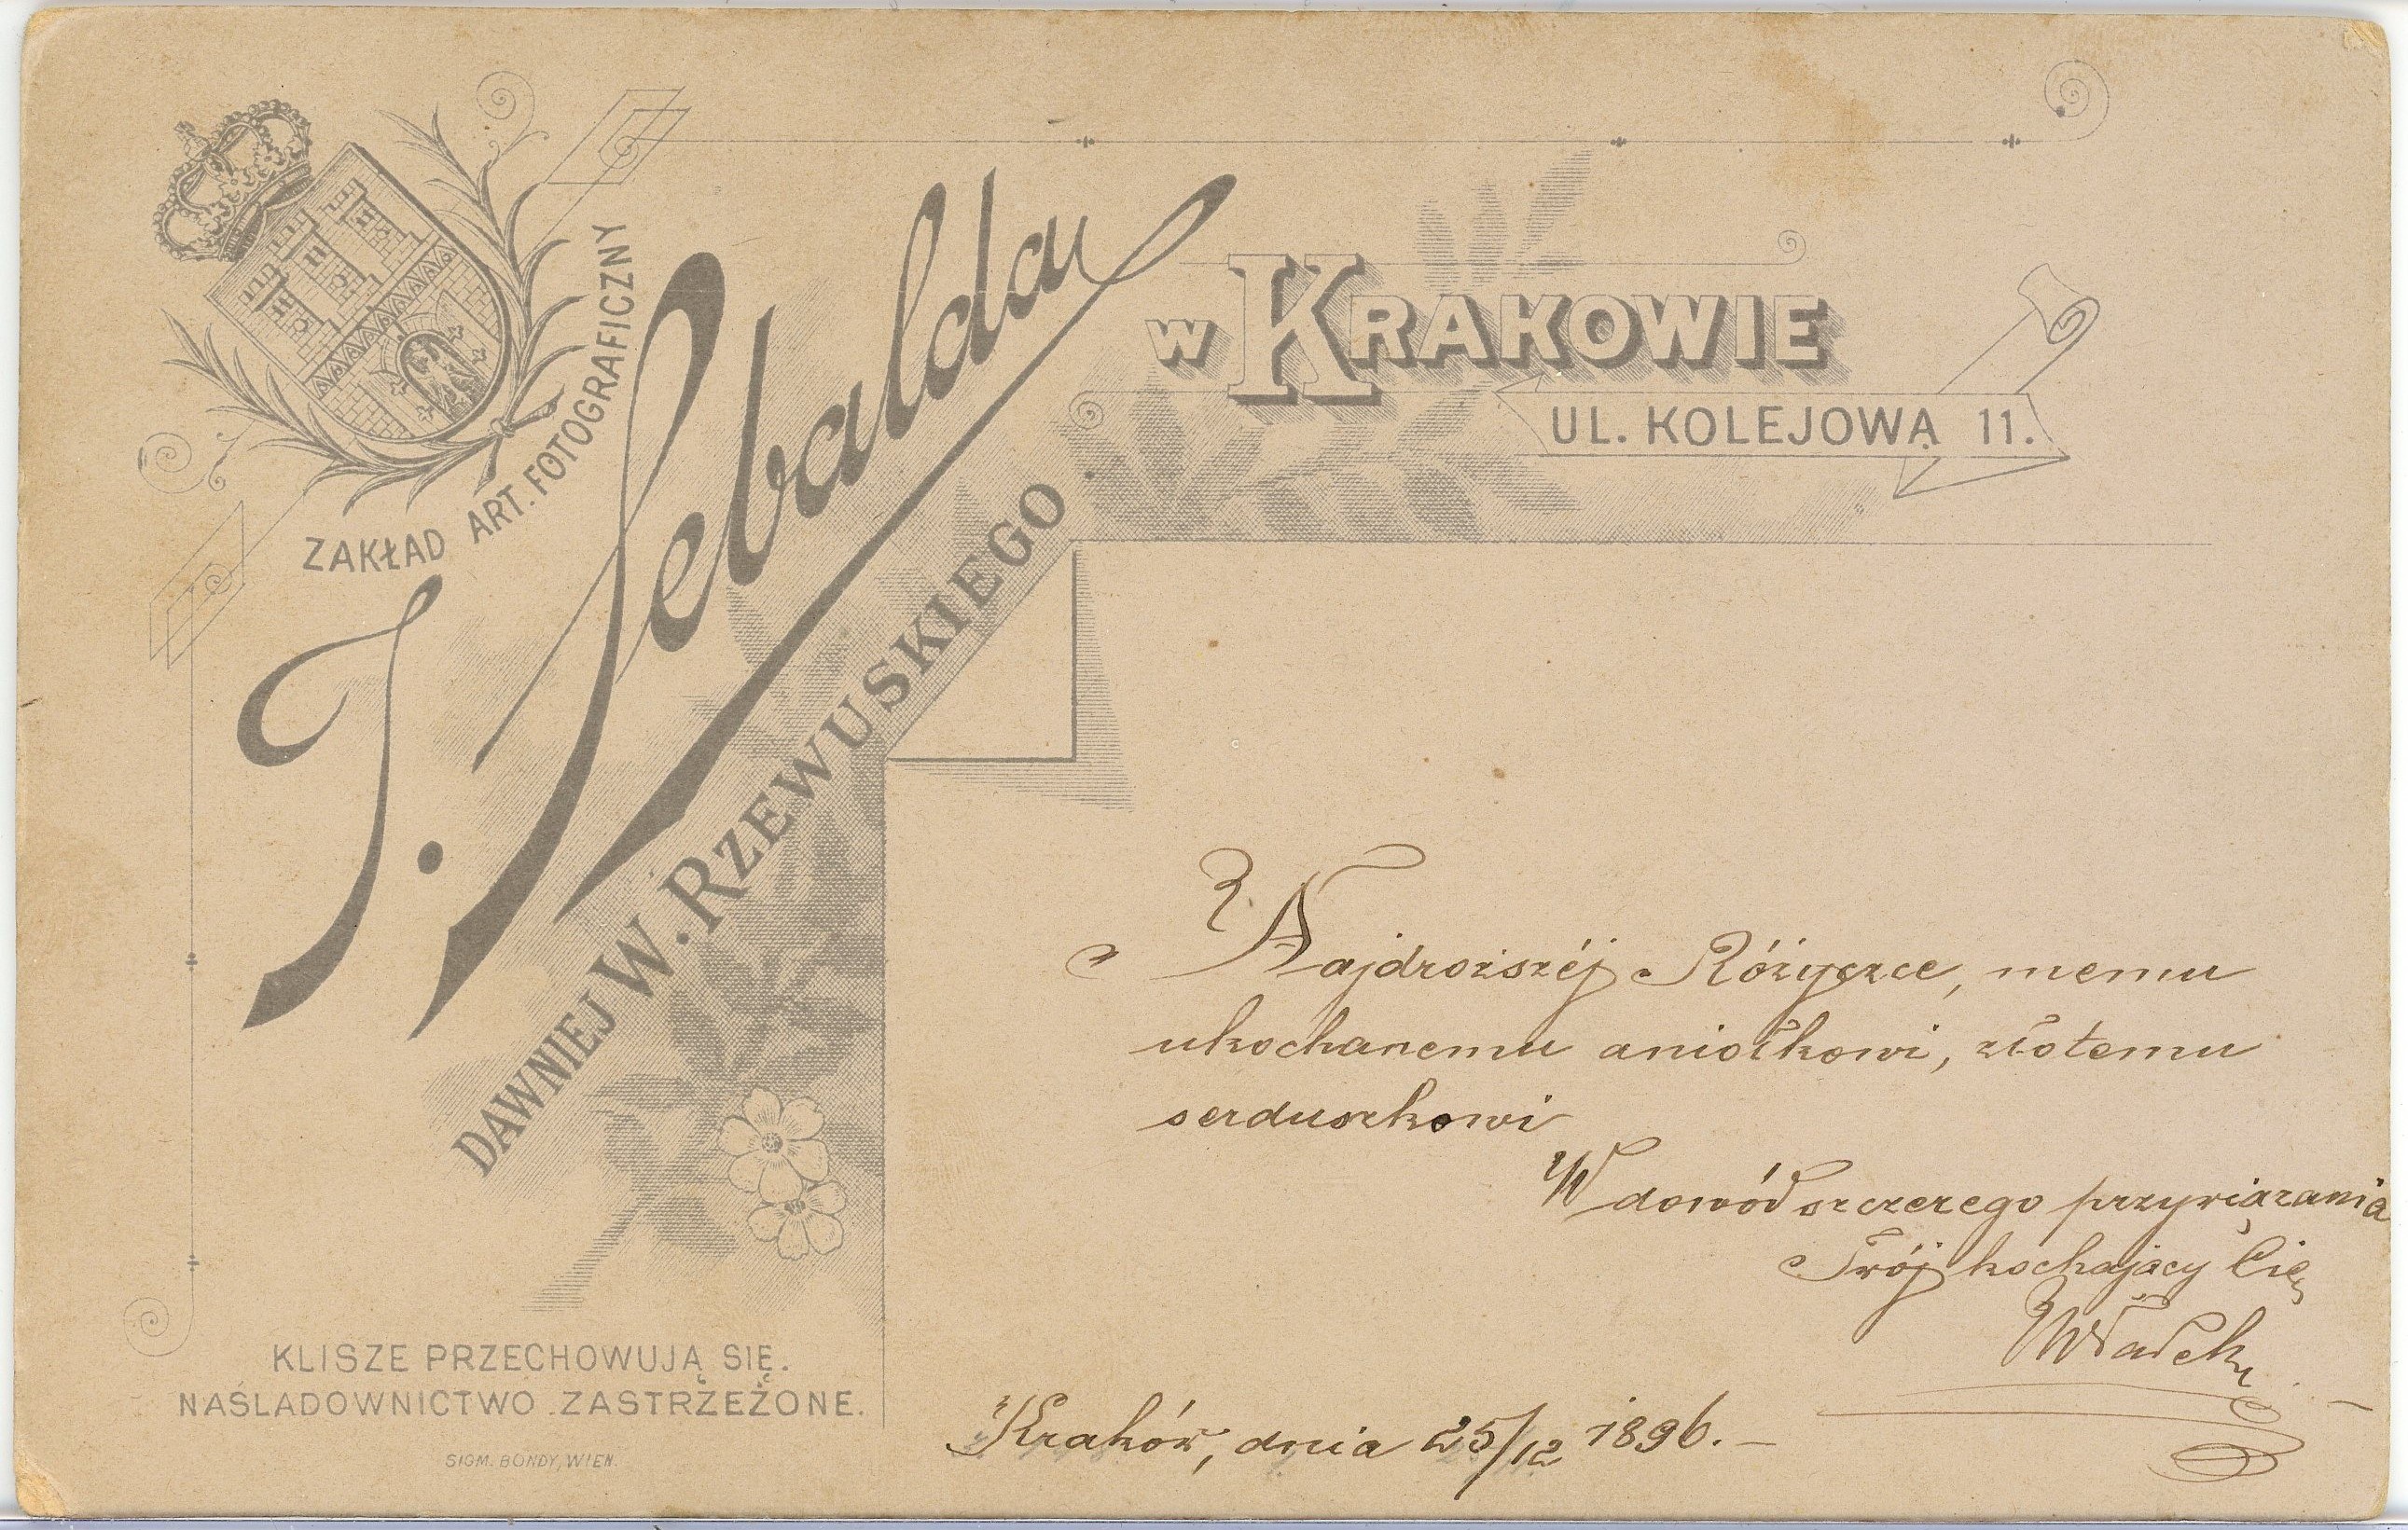 ZAKŁAD ART. FOTOGRAFICZNY
J. Sebalda
DAWNIEJ W. RZEWUSKIEGO
w KRAKOWIE
UL. KOLEJOWA 11.
Najdroższéj Różyczce, memu
ukochanemu aniołkowi, złotemu
serduszkowi
W dowód szczerego przywiązania
Twój kochający Cię
Władek
Kraków, dnia 25/12 1896. –
KLISZE PRZECHOWUJĄ SIĘ.
NAŚLADOWNICTWO ZASTRZEŻONE.
SIGM. BONDY, WIEN.